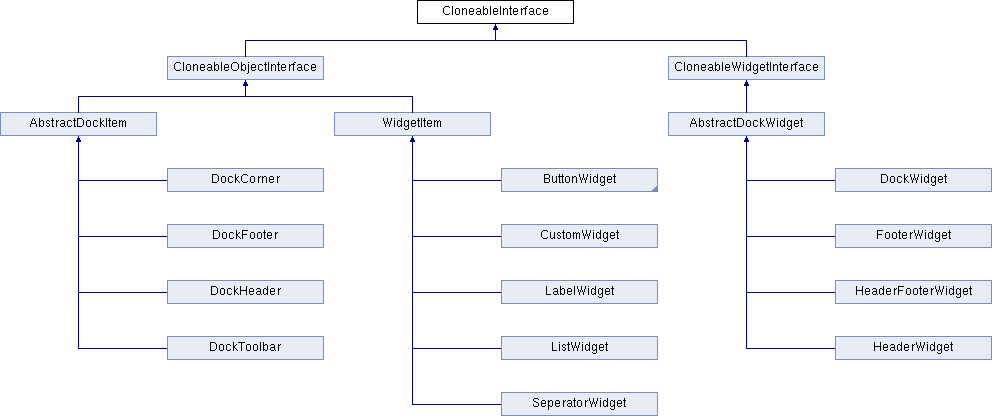 CloneableInterface
CloneableObjectInterface
CloneableWidgetInterface
AbstractDockItem
WidgetItem
AbstractDockWidget
DockCorner
ButtonWidget
DockWidget
DockFooter
CustomWidget
FooterWidget
DockHeader
LabelWidget
HeaderFooterWidget
DockToolbar
ListWidget
HeaderWidget
SeperatorWidget